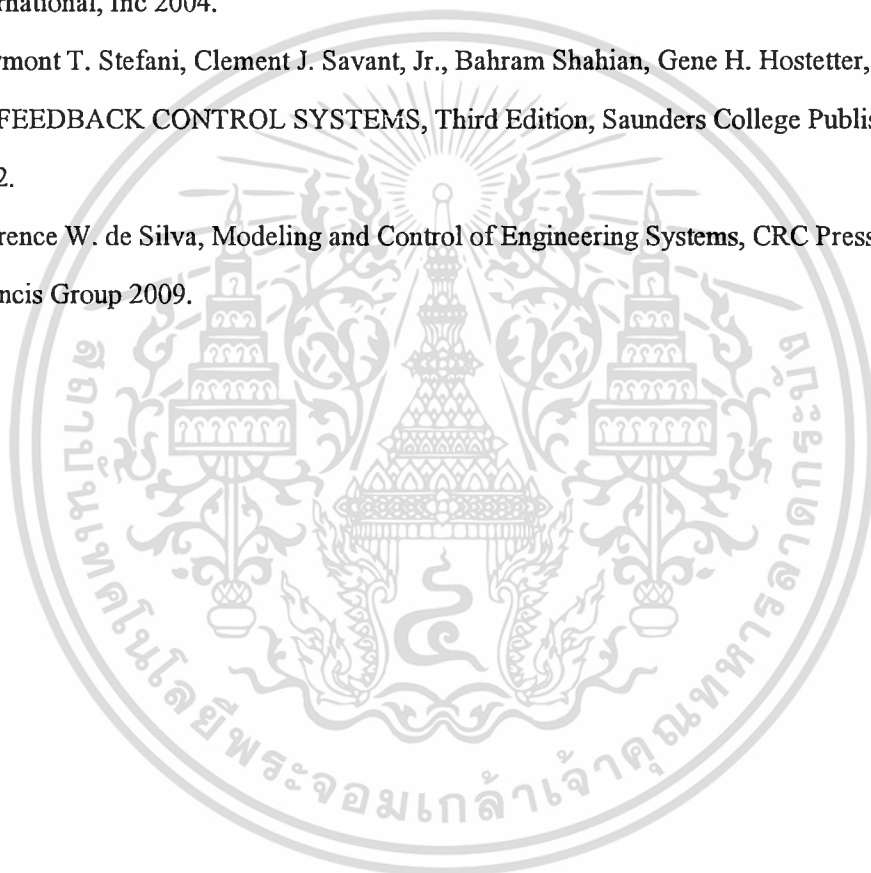 rnational, Inc 2004.
mont T. Stefani, Clement J. Savant, Jr., Bahram Shahian, Gene H. Hostetter,
FEEDBACK CONTROL SYSTEMS, Third Edition, Saunders College Publis
2.
rence W. de Silva, Modeling and Control of Engineering Systems, CRC Press
ncis Group 2009.
สถาบันเทคโนโลยีพระจอมเกล้าเจ้าคุณทหารลาดกระบัง